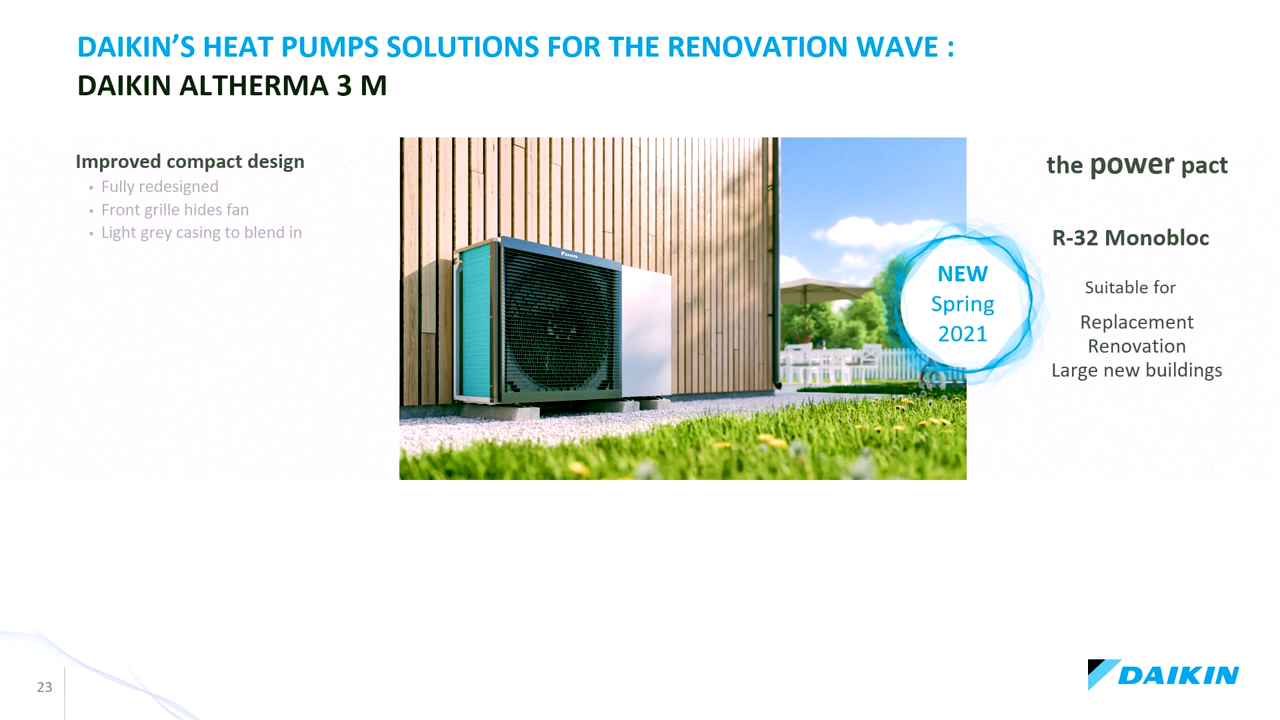 DAIKIN’S HEAT PUMPS SOLUTIONS FOR THE RENOVATION WAVE :
DAIKIN ALTHERMA 3 M
Improved compact design
▪ Fully redesigned
▪ Front grille hides fan
▪ Light grey casing to blend in
DAIKIN
NEW
Spring
2021
the power pact
R-32 Monobloc
Suitable for
Replacement
Renovation
Large new buildings
23
DAIKIN